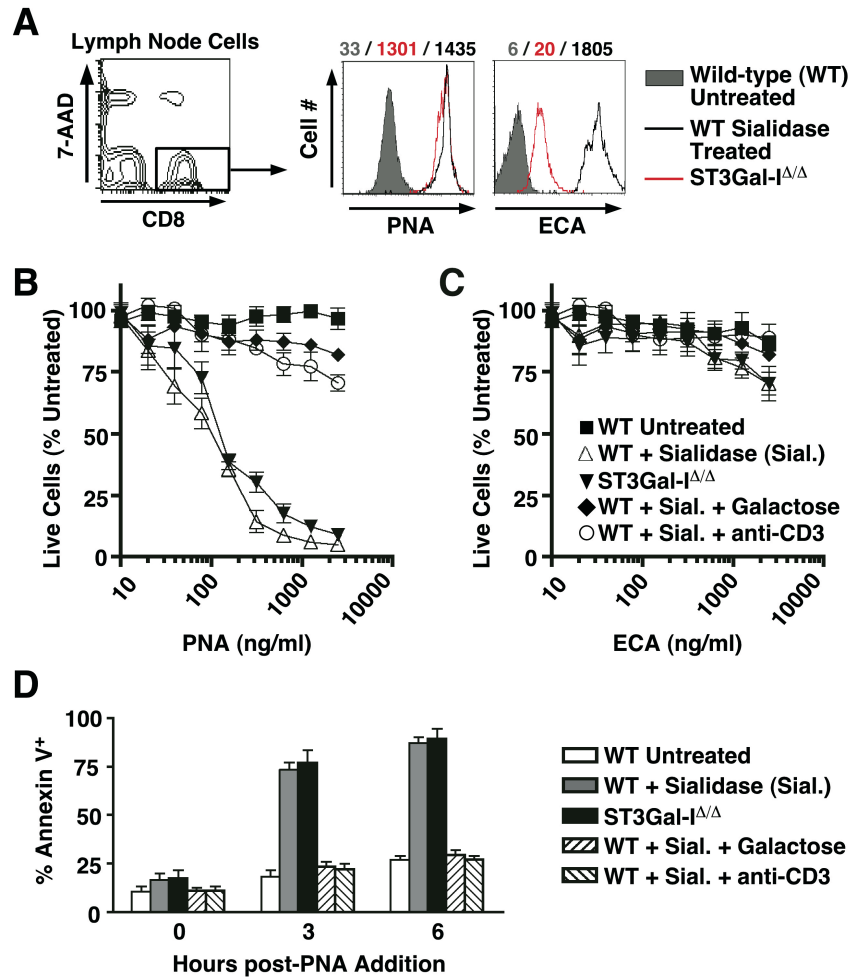 A
Lymph Node Cells
7-AAD
CD8
33 / 1301 / 1435
6 / 20 / 1805
Cell #
PNA
ECA
Wild-type (WT)
Untreated
WT Sialidase
Treated
ST3Gal-I^Δ/Δ
B
Live Cells (% Untreated)
100
75
50
25
0
10
100
1000
10000
PNA (ng/ml)
C
Live Cells (% Untreated)
100
75
50
25
0
10
100
1000
10000
ECA (ng/ml)
WT Untreated
WT + Sialidase (Sial.)
ST3Gal-I^Δ/Δ
WT + Sial. + Galactose
WT + Sial. + anti-CD3
D
% Annexin V+
100
75
50
25
0
0
3
6
Hours post-PNA Addition
WT Untreated
WT + Sialidase (Sial.)
ST3Gal-I^Δ/Δ
WT + Sial. + Galactose
WT + Sial. + anti-CD3